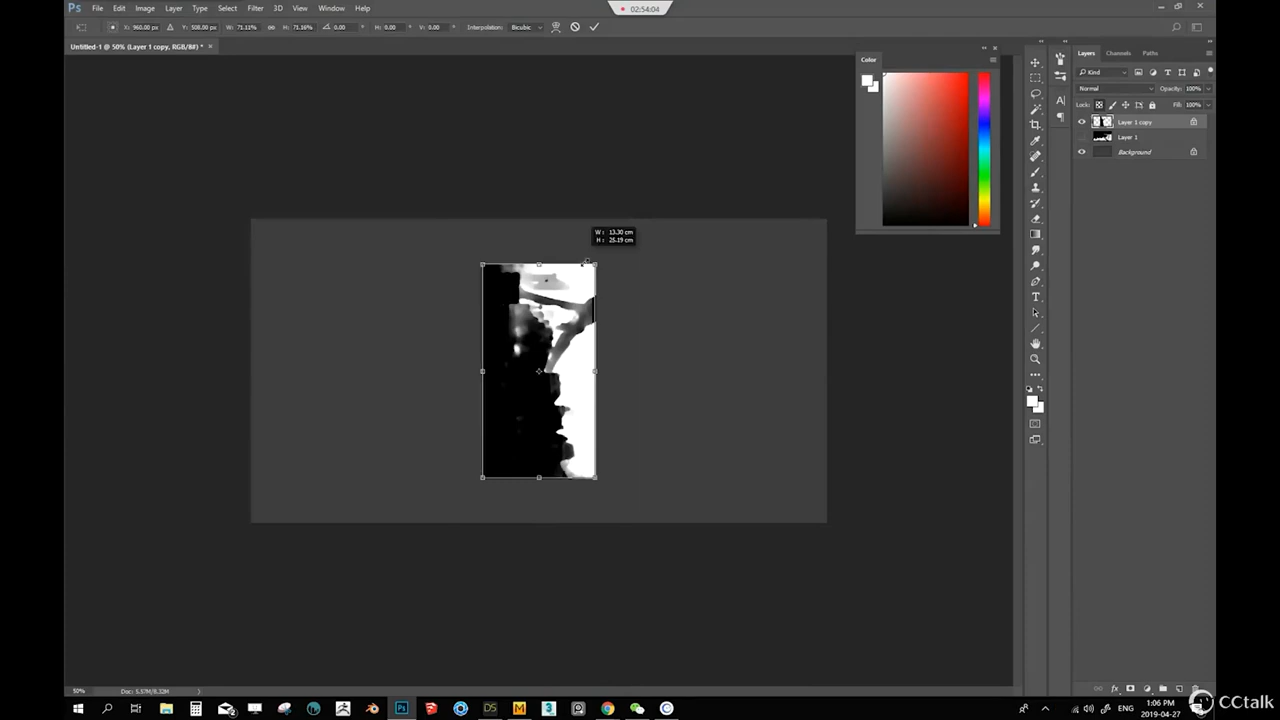 02:54:04
Ps File Edit Image Layer Type Select Filter 3D View Window Help
X: 960.00 px Y: 508.00 px W: 71.11% H: 71.16% 0.00 ° H: 0.00 ° V: 0.00 ° Interpolation: Bicubic
Untitled-1 @ 50% (Layer 1 copy, RGB/8#) * ×
Color
Layers Channels Paths
Kind
Normal Opacity: 100%
Lock: Fill: 100%
Layer 1 copy
Layer 1
Background
W: 13.30 cm
H: 25.19 cm
50% Doc: 5.57M/8.32M
ENG 1:06 PM
2019-04-27
CCtalk